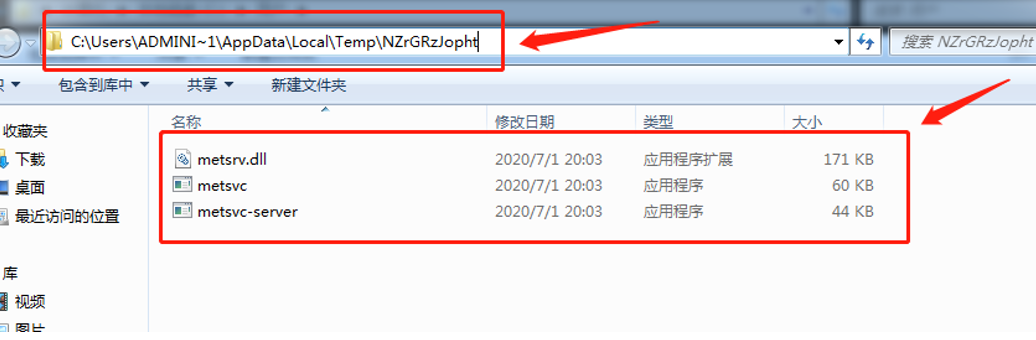 C:\Users\ADMINI~1\AppData\Local\Temp\NZrGRzJopht
搜索 NZrGRzJopht
包含到库中 共享 新建文件夹
名称 修改日期 类型 大小
收藏夹
下载
桌面
最近访问的位置
库
视频
图片
metsrv.dll 2020/7/1 20:03 应用程序扩展 171 KB
metsvc 2020/7/1 20:03 应用程序 60 KB
metsvc-server 2020/7/1 20:03 应用程序 44 KB